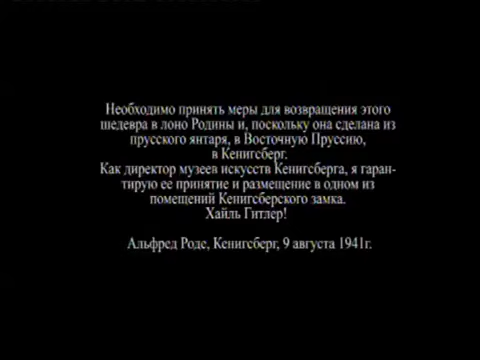 Необходимо принять меры для возвращения этого
шедевра в лоно Родины и, поскольку она сделана из
прусского янтаря, в Восточную Пруссию,
в Кенигсберг.
Как директор музеев искусств Кенигсберга, я гаран-
тирую ее принятие и размещение в одном из
помещений Кенигсберского замка.
Хайль Гитлер!
Альфред Роде, Кенигсберг, 9 августа 1941г.